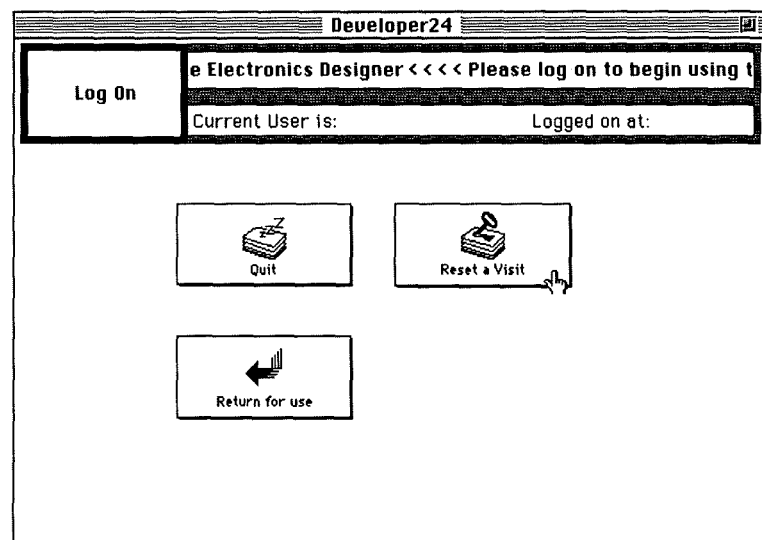 Developer24
Log On
e Electronics Designer < < < < Please log on to begin using t
Current User is:
Logged on at:
Quit
Reset a Visit
Return for use